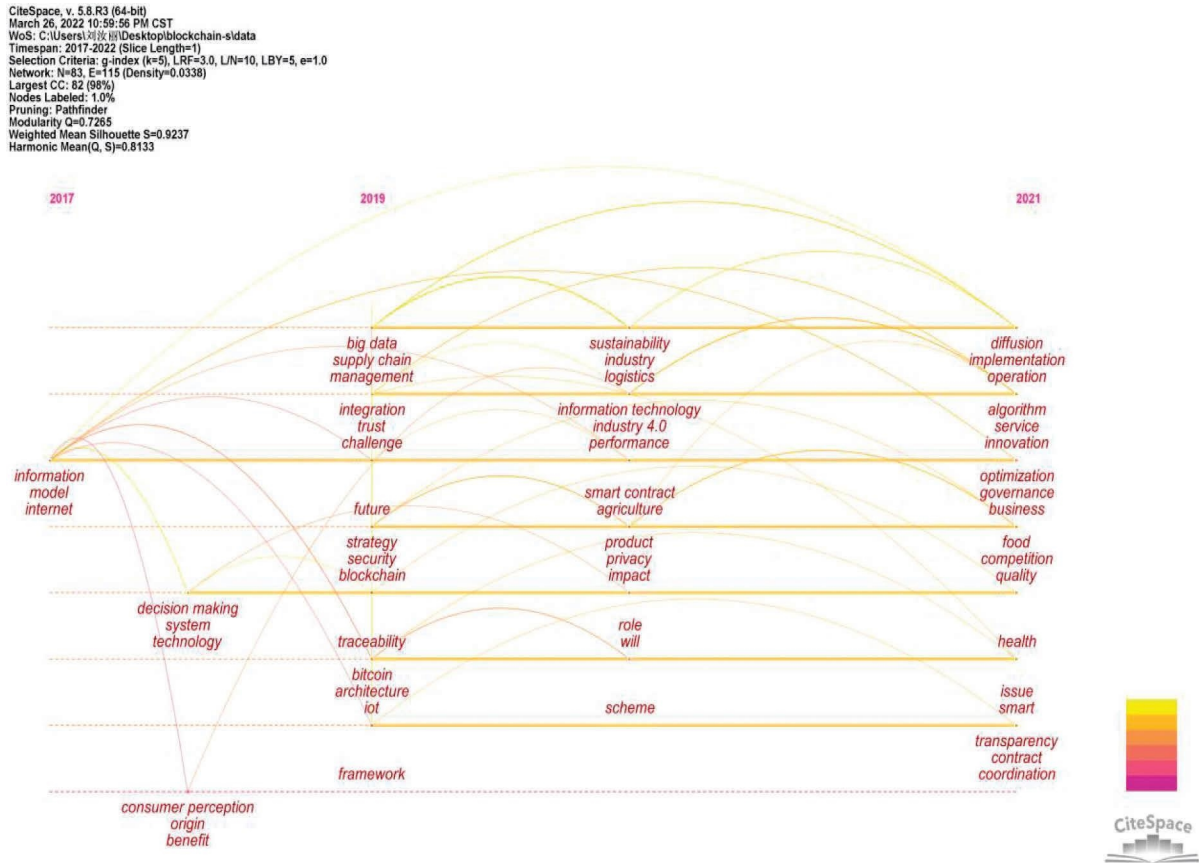 CiteSpace, v. 5.8.R3 (64-bit)
March 26, 2022 10:59:56 PM CST
WoS: C:\Users\刘汝丽\Desktop\blockchain-s\data
Timespan: 2017-2022 (Slice Length=1)
Selection Criteria: g-index (k=5), LRF=3.0, L/N=10, LBY=5, e=1.0
Network: N=83, E=115 (Density=0.0338)
Largest CC: 82 (98%)
Nodes Labeled: 1.0%
Pruning: Pathfinder
Modularity Q=0.7265
Weighted Mean Silhouette S=0.9237
Harmonic Mean(Q, S)=0.8133
2017
2019
2021
big data
supply chain
management
sustainability
industry
logistics
diffusion
implementation
operation
integration
trust
challenge
information technology
industry 4.0
performance
algorithm
service
innovation
information
model
internet
future
smart contract
agriculture
optimization
governance
business
strategy
security
blockchain
product
privacy
impact
food
competition
quality
decision making
system
technology
traceability
role
will
health
bitcoin
architecture
iot
scheme
issue
smart
framework
transparency
contract
coordination
consumer perception
origin
benefit
CiteSpace